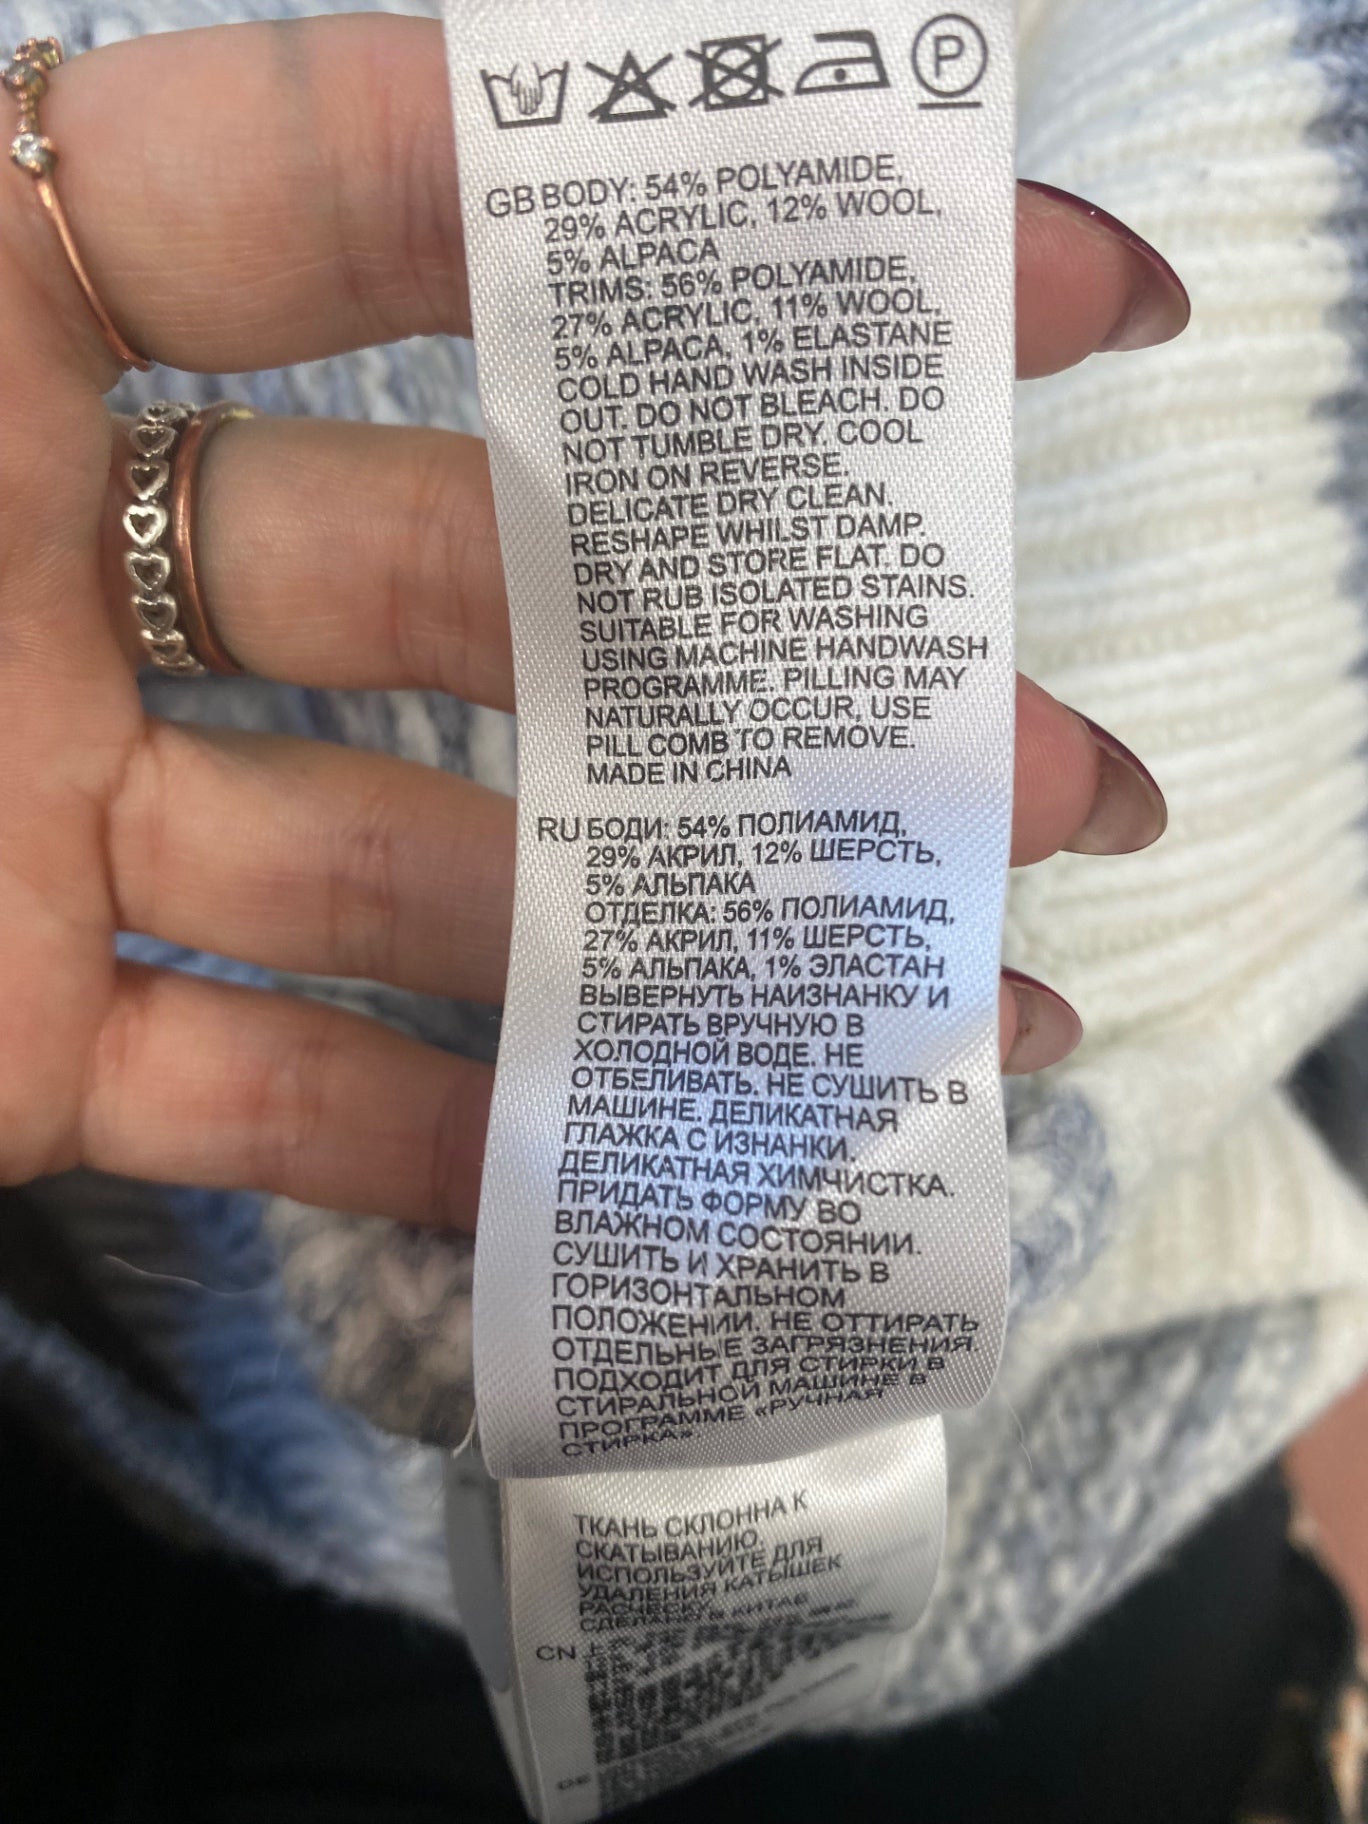 P
GB BODY: 54% POLYAMIDE,
29% ACRYLIC, 12% WOOL,
5% ALPACA
TRIMS: 56% POLYAMIDE,
27% ACRYLIC, 11% WOOL,
5% ALPACA, 1% ELASTANE
COLD HAND WASH INSIDE
OUT. DO NOT BLEACH. DO
NOT TUMBLE DRY. COOL
IRON ON REVERSE.
DELICATE DRY CLEAN.
RESHAPE WHILST DAMP.
DRY AND STORE FLAT. DO
NOT RUB ISOLATED STAINS.
SUITABLE FOR WASHING
USING MACHINE HANDWASH
PROGRAMME. PILLING MAY
NATURALLY OCCUR, USE
PILL COMB TO REMOVE.
MADE IN CHINA
RU БОДИ: 54% ПОЛИАМИД,
29% АКРИЛ, 12% ШЕРСТЬ,
5% АЛЬПАКА
ОТДЕЛКА: 56% ПОЛИАМИД,
27% АКРИЛ, 11% ШЕРСТЬ,
5% АЛЬПАКА, 1% ЭЛАСТАН
ВЫВЕРНУТЬ НАИЗНАНКУ И
СТИРАТЬ ВРУЧНУЮ В
ХОЛОДНОЙ ВОДЕ. НЕ
ОТБЕЛИВАТЬ. НЕ СУШИТЬ В
МАШИНЕ. ДЕЛИКАТНАЯ
ГЛАЖКА С ИЗНАНКИ.
ДЕЛИКАТНАЯ ХИМЧИСТКА.
ПРИДАТЬ ФОРМУ ВО
ВЛАЖНОМ СОСТОЯНИИ.
СУШИТЬ И ХРАНИТЬ В
ГОРИЗОНТАЛЬНОМ
ПОЛОЖЕНИИ. НЕ ОТТИРАТЬ
ОТДЕЛЬНЫЕ ЗАГРЯЗНЕНИЯ.
ПОДХОДИТ ДЛЯ СТИРКИ В
СТИРАЛЬНОЙ МАШИНЕ В
ПРОГРАММЕ «РУЧНАЯ
СТИРКА».
ТКАНЬ СКЛОННА К
СКАТЫВАНИЮ,
ИСПОЛЬЗУЙТЕ ДЛЯ
УДАЛЕНИЯ КАТЫШЕК
РАСЧЕСКУ.
СДЕЛАНО В КИТАЕ
CN
DE